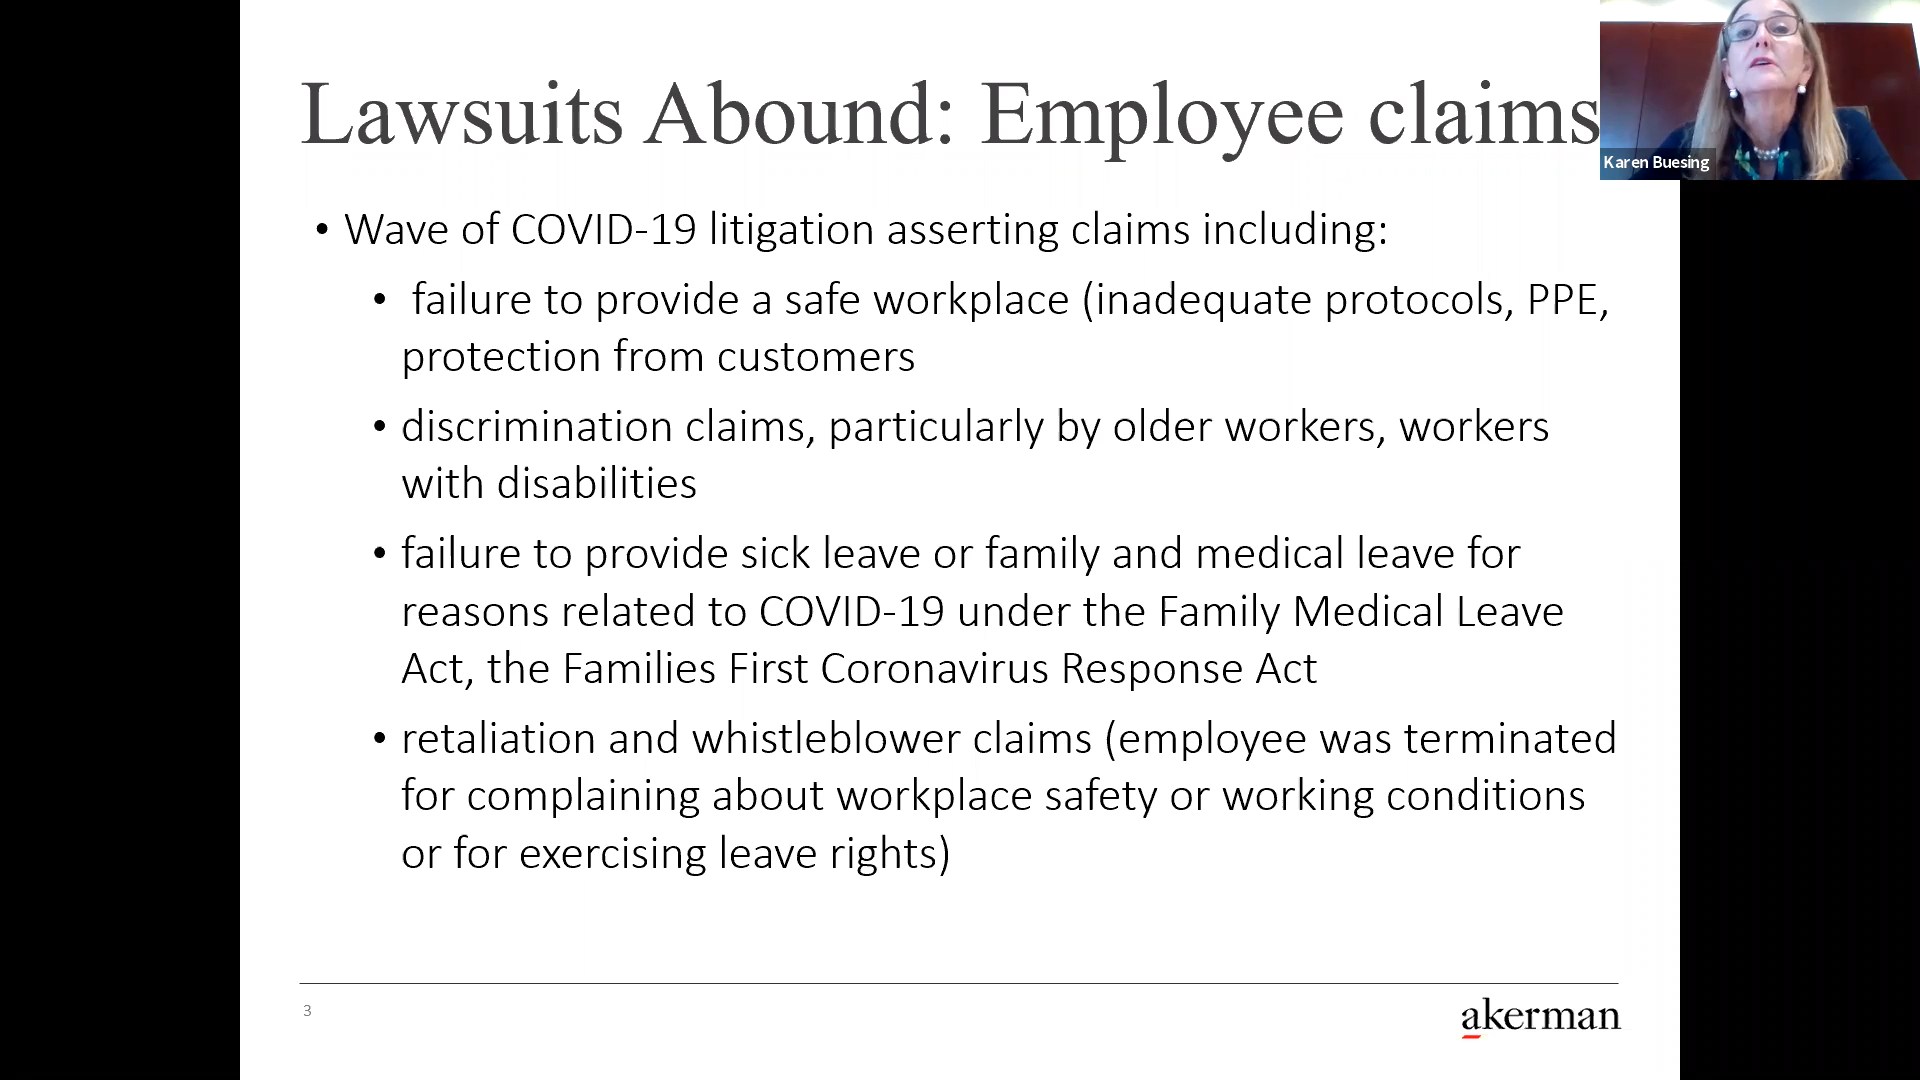 Lawsuits Abound: Employee claims
Karen Buesing
• Wave of COVID-19 litigation asserting claims including:
• failure to provide a safe workplace (inadequate protocols, PPE,
protection from customers
• discrimination claims, particularly by older workers, workers
with disabilities
• failure to provide sick leave or family and medical leave for
reasons related to COVID-19 under the Family Medical Leave
Act, the Families First Coronavirus Response Act
• retaliation and whistleblower claims (employee was terminated
for complaining about workplace safety or working conditions
or for exercising leave rights)
3
akerman